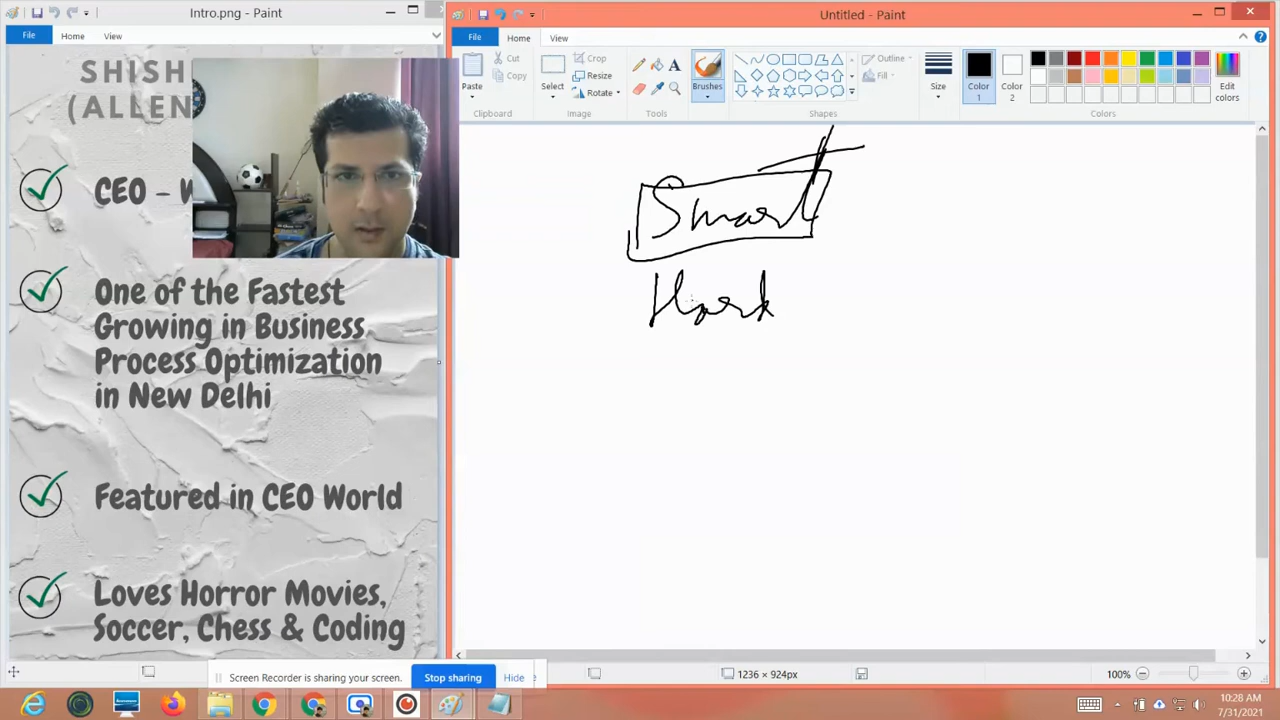 Intro.png - Paint
File
Home
View
SHISH
(ALLEN
CEO –
One of the Fastest
Growing in Business
Process Optimization
in New Delhi
Featured in CEO World
Loves Horror Movies,
Soccer, Chess & Coding
Untitled - Paint
File
Home
View
Paste
Cut
Copy
Clipboard
Select
Crop
Resize
Rotate
Image
Tools
Brushes
Shapes
Outline
Fill
Size
Color
1
Color
2
Edit
colors
Colors
Smart
Hard
Screen Recorder is sharing your screen.
Stop sharing
Hide
1236 × 924px
100%
10:28 AM
7/31/2021